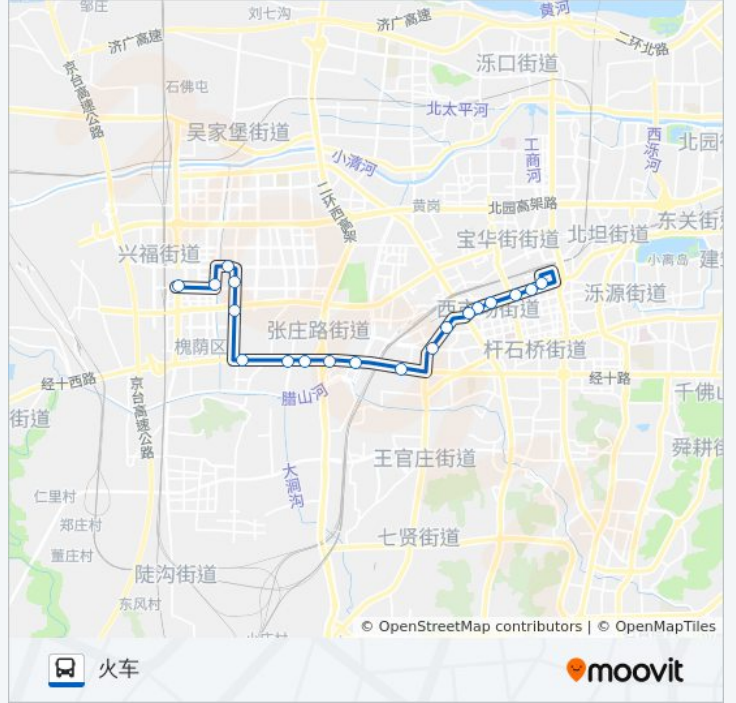 邹庄
刘七沟
济广高速
黄河
济广高速
二环北路
京台高速公路
泺口街道
石佛屯
北太平河
吴家堡街道
工商河
西泺河
北园
小清河
二环西高架
黄岗
北园高架路
东关街
兴福街道
宝华街街道
北坦街道
小离岛
建
泺源街道
张庄路街道
槐荫区
杆石桥街道
经十西路
京台高速公路
腊山河
经十路
千佛山
街道
王官庄街道
舜耕街
大涧沟
仁里村
郑庄村
七贤街道
董庄村
陡沟街道
东风村
© OpenStreetMap contributors | © OpenMapTiles
火车
moovit